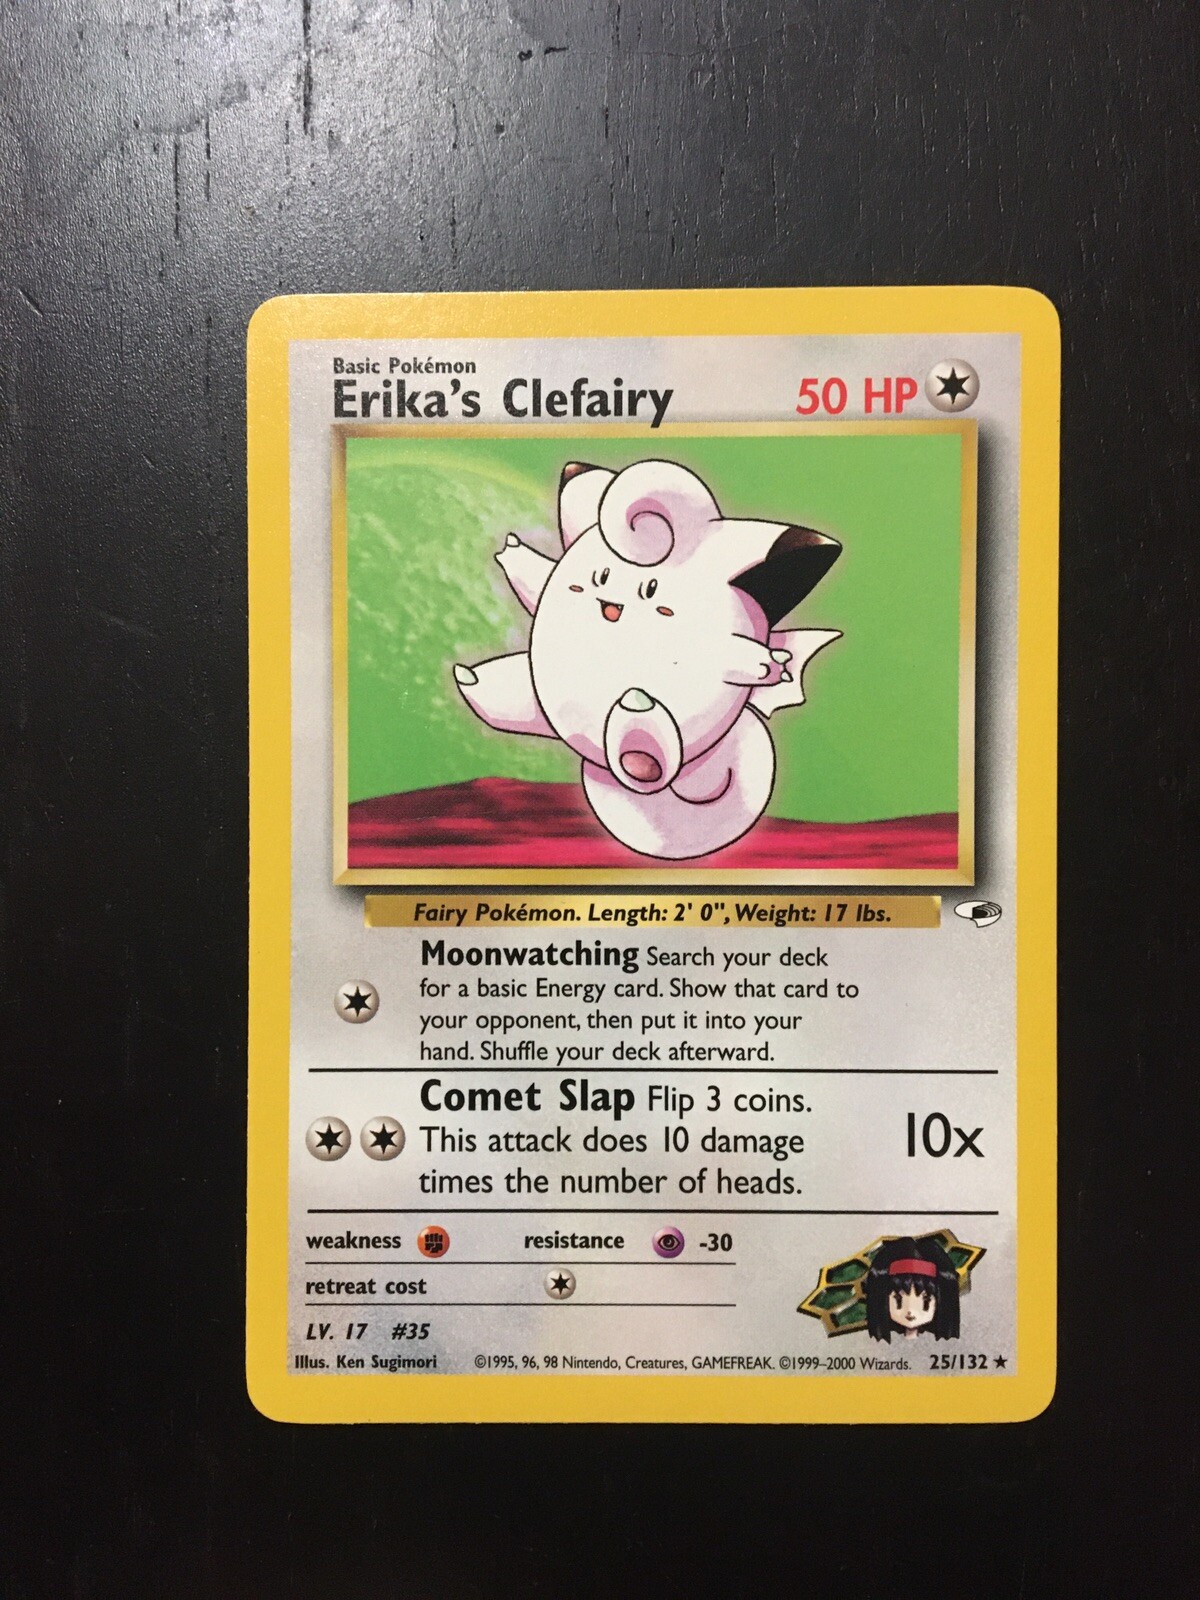 Basic Pokémon
Erika's Clefairy
50 HP
Fairy Pokémon. Length: 2' 0", Weight: 17 lbs.
Moonwatching Search your deck
for a basic Energy card. Show that card to
your opponent, then put it into your
hand. Shuffle your deck afterward.
Comet Slap Flip 3 coins.
This attack does 10 damage
times the number of heads.
10x
weakness
resistance
-30
retreat cost
LV. 17 #35
Illus. Ken Sugimori
©1995, 96, 98 Nintendo, Creatures, GAMEFREAK. ©1999–2000 Wizards.
25/132 ★